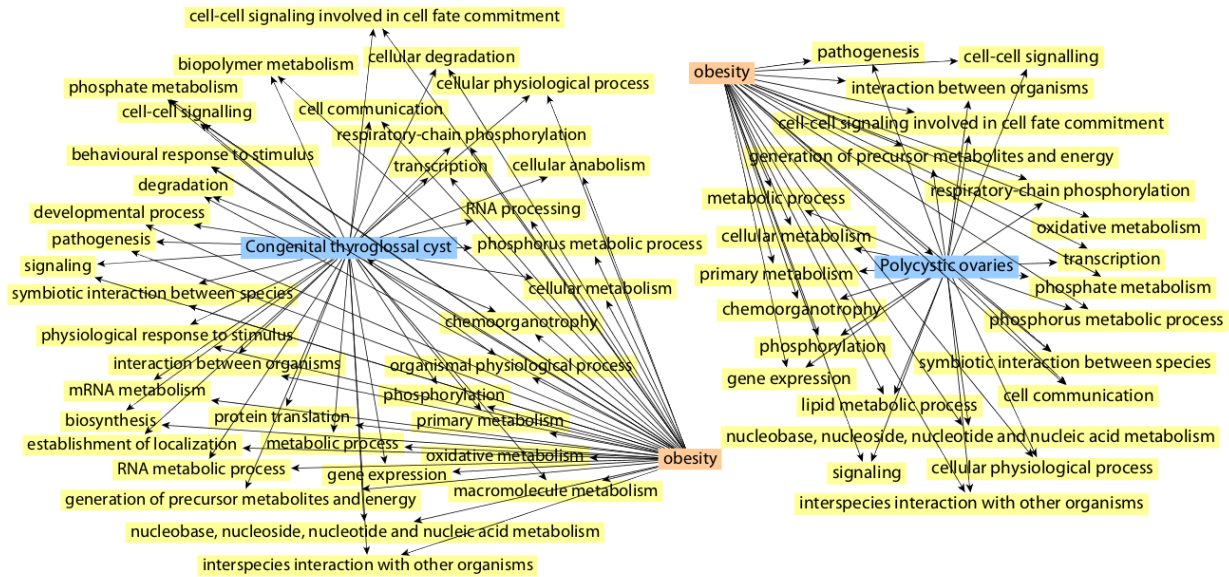 cell-cell signaling involved in cell fate commitment
biopolymer metabolism
cellular degradation
phosphate metabolism
cellular physiological process
cell-cell signalling
cell communication
respiratory-chain phosphorylation
behavioural response to stimulus
transcription
cellular anabolism
degradation
developmental process
RNA processing
pathogenesis
Congenital thyroglossal cyst
phosphorus metabolic process
signaling
symbiotic interaction between species
cellular metabolism
chemoorganotrophy
physiological response to stimulus
interaction between organisms
organismal physiological process
mRNA metabolism
phosphorylation
biosynthesis
protein translation
primary metabolism
establishment of localization
metabolic process
oxidative metabolism
obesity
RNA metabolic process
gene expression
macromolecule metabolism
generation of precursor metabolites and energy
nucleobase, nucleoside, nucleotide and nucleic acid metabolism
interspecies interaction with other organisms
pathogenesis
cell-cell signalling
obesity
interaction between organisms
cell-cell signaling involved in cell fate commitment
generation of precursor metabolites and energy
metabolic process
respiratory-chain phosphorylation
oxidative metabolism
cellular metabolism
transcription
Polycystic ovaries
primary metabolism
phosphate metabolism
chemoorganotrophy
phosphorus metabolic process
phosphorylation
symbiotic interaction between species
gene expression
cell communication
lipid metabolic process
nucleobase, nucleoside, nucleotide and nucleic acid metabolism
signaling
cellular physiological process
interspecies interaction with other organisms